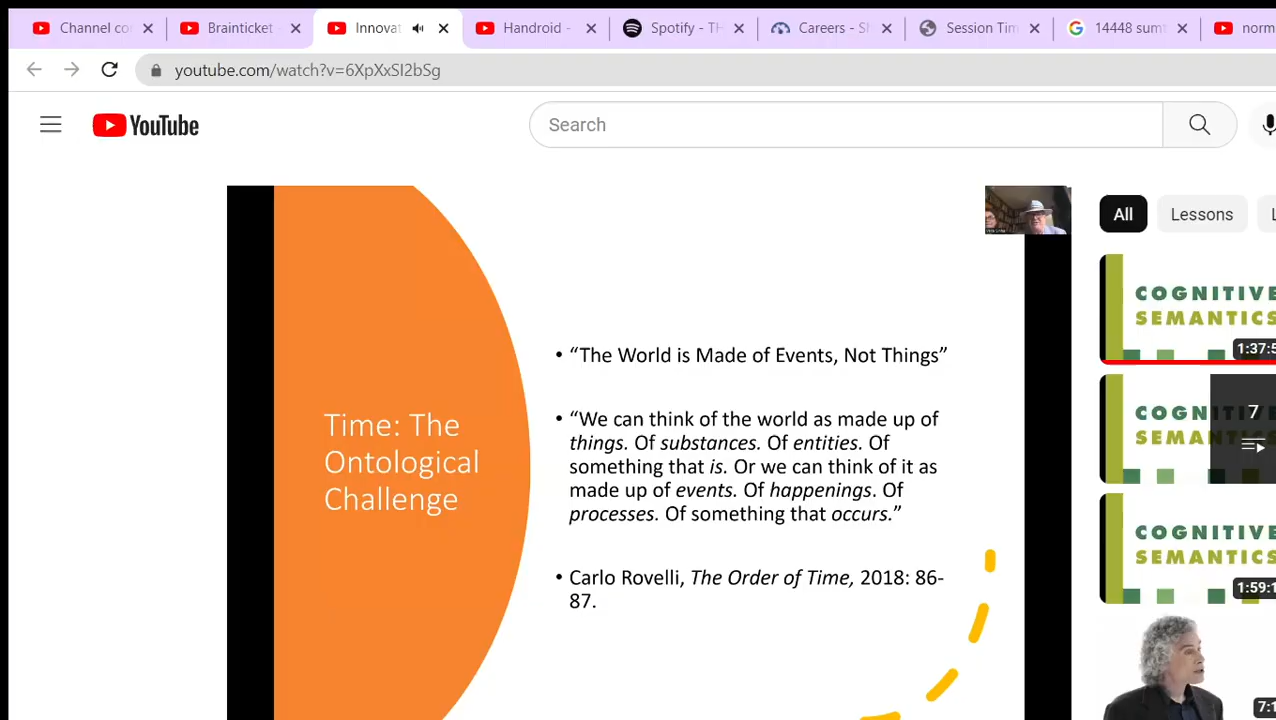 Channel co
Brainticket
Innovat
Handroid -
Spotify - TH
Careers - S
Session Tim
14448 sum
norm
youtube.com/watch?v=6XpXxSI2bSg
YouTube
Search
All
Lessons
L
COGNITIVE
SEMANTICS
1:37:5
“The World is Made of Events, Not Things”
COGNITIVE
SEMANTICS
7
Time: The
Ontological
Challenge
• “We can think of the world as made up of
things. Of substances. Of entities. Of
something that is. Or we can think of it as
made up of events. Of happenings. Of
processes. Of something that occurs.”
COGNITIVE
SEMANTICS
1:59:1
• Carlo Rovelli, The Order of Time, 2018: 86-
87.
7:1